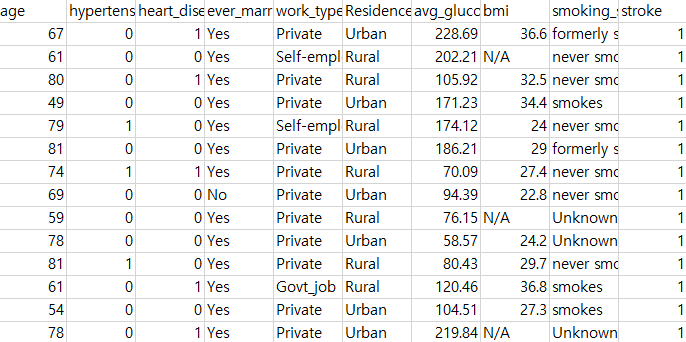 age hypertens heart_dise ever_marr work_type Residence avg_gluco bmi smoking_s stroke
67 0 1 Yes Private Urban 228.69 36.6 formerly s 1
61 0 0 Yes Self-empl Rural 202.21 N/A never smo 1
80 0 1 Yes Private Rural 105.92 32.5 never smo 1
49 0 0 Yes Private Urban 171.23 34.4 smokes 1
79 1 0 Yes Self-empl Rural 174.12 24 never smo 1
81 0 0 Yes Private Urban 186.21 29 formerly s 1
74 1 1 Yes Private Rural 70.09 27.4 never smo 1
69 0 0 No Private Urban 94.39 22.8 never smo 1
59 0 0 Yes Private Rural 76.15 N/A Unknown 1
78 0 0 Yes Private Urban 58.57 24.2 Unknown 1
81 1 0 Yes Private Rural 80.43 29.7 never smo 1
61 0 1 Yes Govt_job Rural 120.46 36.8 smokes 1
54 0 0 Yes Private Urban 104.51 27.3 smokes 1
78 0 1 Yes Private Urban 219.84 N/A Unknown 1